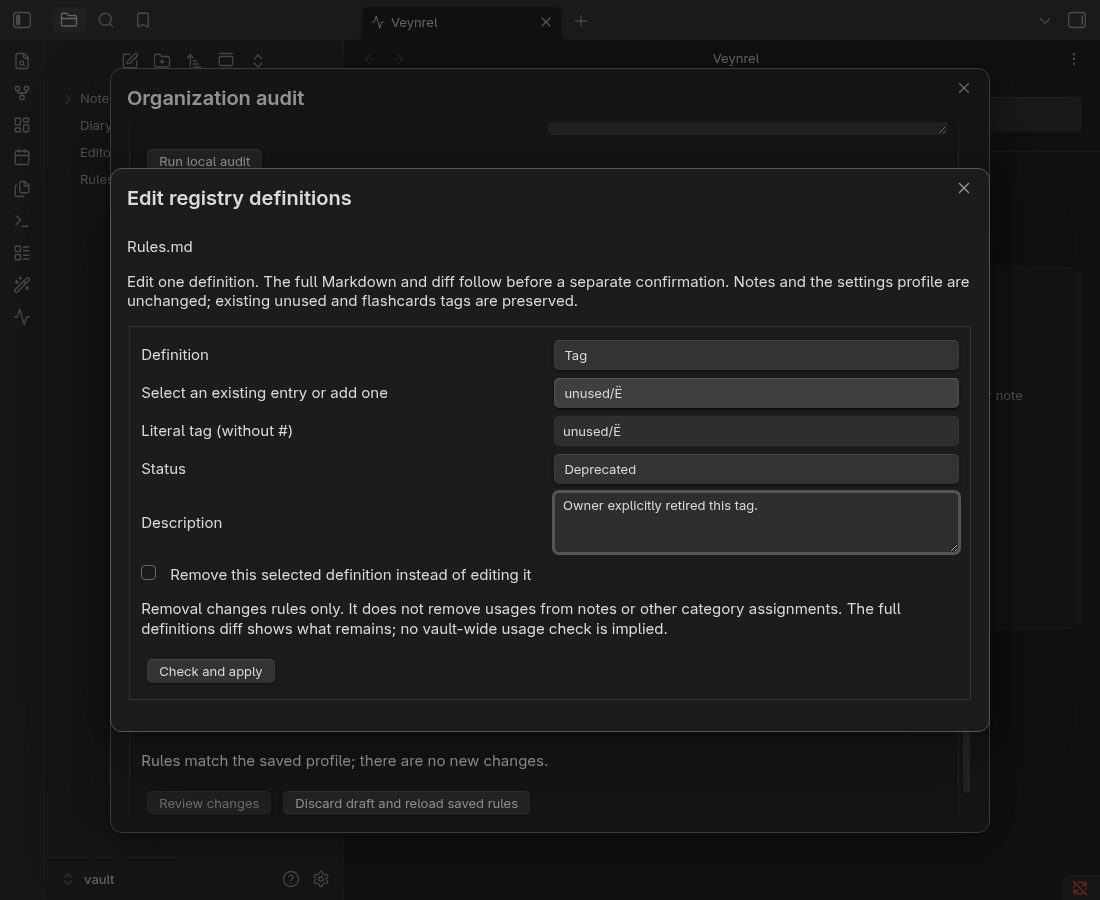 Veynrel
Veynrel
Note
Diary
Edito
Rules
Organization audit
Run local audit
Edit registry definitions
Rules.md
Edit one definition. The full Markdown and diff follow before a separate confirmation. Notes and the settings profile are
unchanged; existing unused and flashcards tags are preserved.
Definition
Tag
Select an existing entry or add one
unused/Ë
Literal tag (without #)
unused/Ë
Status
Deprecated
Description
Owner explicitly retired this tag.
Remove this selected definition instead of editing it
Removal changes rules only. It does not remove usages from notes or other category assignments. The full
definitions diff shows what remains; no vault-wide usage check is implied.
Check and apply
note
Rules match the saved profile; there are no new changes.
Review changes
Discard draft and reload saved rules
vault